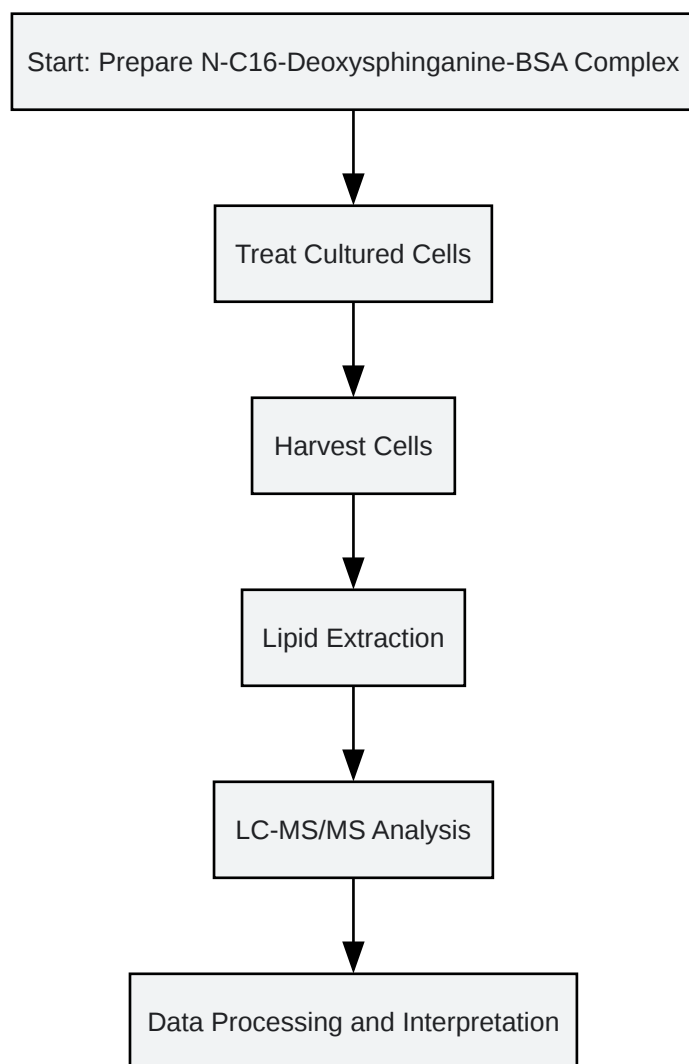 Start: Prepare N-C16-Deoxysphinganine-BSA Complex
Treat Cultured Cells
Harvest Cells
Lipid Extraction
LC-MS/MS Analysis
Data Processing and Interpretation